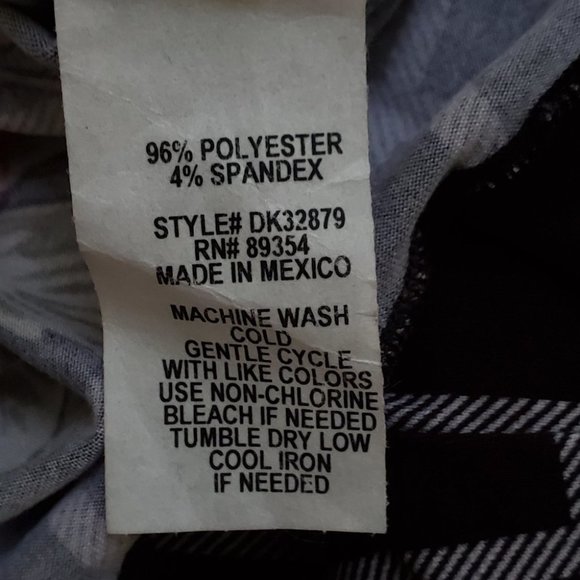 96% POLYESTER
4% SPANDEX
STYLE# DK32879
RN# 89354
MADE IN MEXICO
MACHINE WASH
COLD
GENTLE CYCLE
WITH LIKE COLORS
USE NON-CHLORINE
BLEACH IF NEEDED
TUMBLE DRY LOW
COOL IRON
IF NEEDED